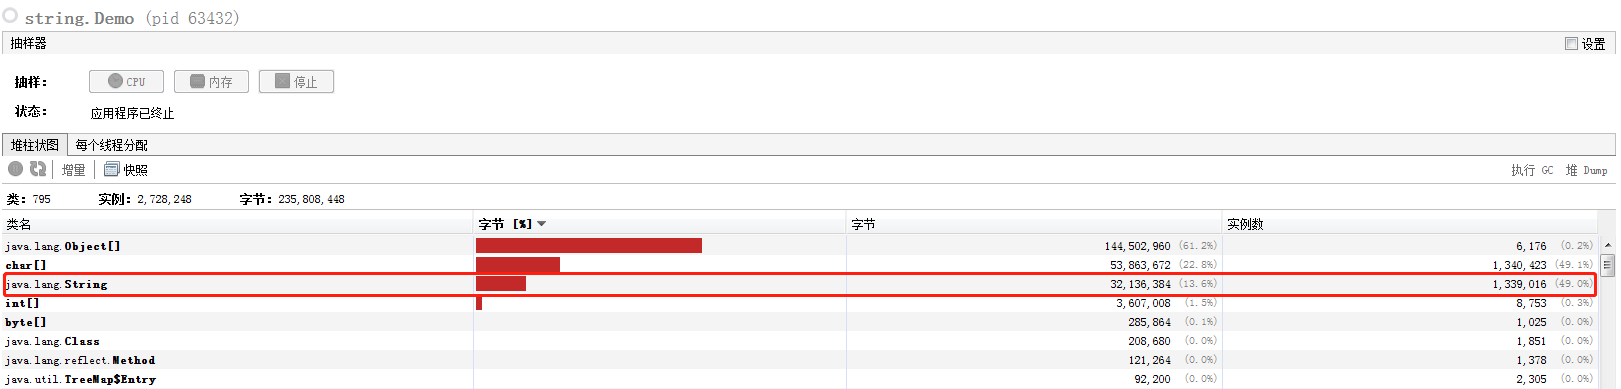 string.Demo (pid 63432)
抽样器 设置
抽样： CPU 内存 停止
状态： 应用程序已终止
堆柱状图 每个线程分配
增量 快照 执行 GC 堆 Dump
类：795 实例：2,728,248 字节：235,808,448
类名 字节 [%] 字节 实例数
java.lang.Object[] 144,502,960 (61.2%) 6,176 (0.2%)
char[] 53,863,672 (22.8%) 1,340,423 (49.1%)
java.lang.String 32,136,384 (13.6%) 1,339,016 (49.0%)
int[] 3,607,008 (1.5%) 8,753 (0.3%)
byte[] 285,864 (0.1%) 1,025 (0.0%)
java.lang.Class 208,680 (0.0%) 1,851 (0.0%)
java.lang.reflect.Method 121,264 (0.0%) 1,378 (0.0%)
java.util.TreeMap$Entry 92,200 (0.0%) 2,305 (0.0%)